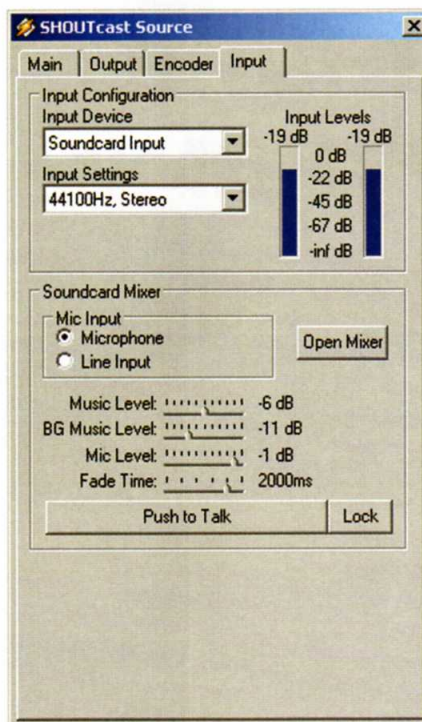 SHOUTcast Source
Main Output Encoder Input
Input Configuration
Input Device
Soundcard Input
Input Settings
44100Hz, Stereo
Input Levels
-19 dB -19 dB
0 dB
-22 dB
-45 dB
-67 dB
-inf dB
Soundcard Mixer
Mic Input
Microphone
Line Input
Open Mixer
Music Level: -6 dB
BG Music Level: -11 dB
Mic Level: -1 dB
Fade Time: 2000ms
Push to Talk Lock